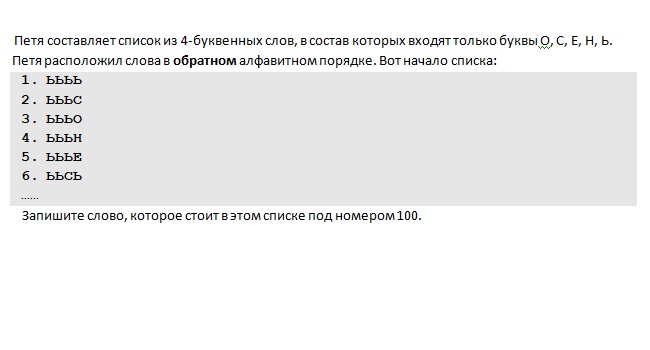 Петя составляет список из 4-буквенных слов, в состав которых входят только буквы О, С, Е, Н, Ь.
Петя расположил слова в обратном алфавитном порядке. Вот начало списка:
1. ЬЬЬЬ
2. ЬЬЬС
3. ЬЬЬО
4. ЬЬЬН
5. ЬЬЬЕ
6. ЬЬСЬ
......
Запишите слово, которое стоит в этом списке под номером 100.